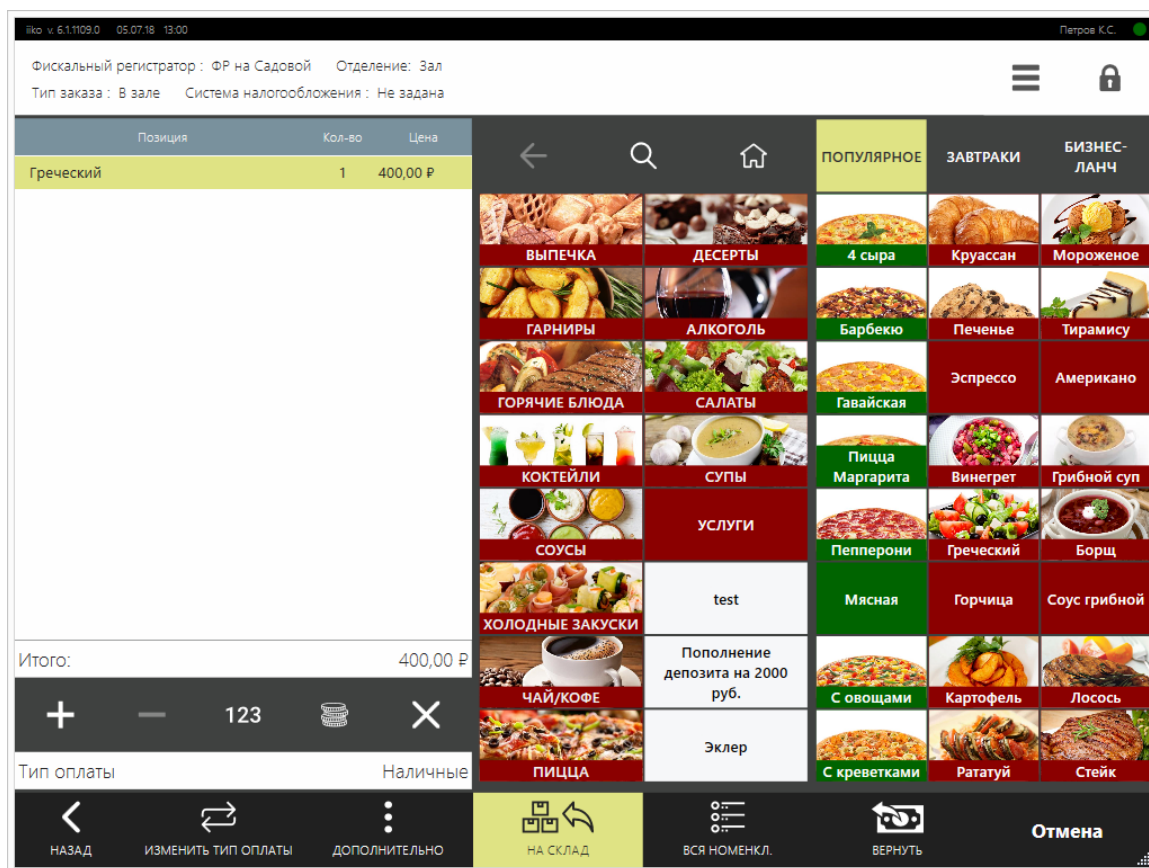 iiko v. 6.1.1109.0 05.07.18 13:00 Петров К.С.
Фискальный регистратор : ФР на Садовой Отделение: Зал
Тип заказа : В зале Система налогообложения : Не задана
Позиция Кол-во Цена
Греческий 1 400,00 ₽
Итого: 400,00 ₽
123
Тип оплаты Наличные
ВЫПЕЧКА ДЕСЕРТЫ
ГАРНИРЫ АЛКОГОЛЬ
ГОРЯЧИЕ БЛЮДА САЛАТЫ
КОКТЕЙЛИ СУПЫ
СОУСЫ УСЛУГИ
ХОЛОДНЫЕ ЗАКУСКИ test
ЧАЙ/КОФЕ
Пополнение
депозита на 2000
руб.
ПИЦЦА Эклер
ПОПУЛЯРНОЕ ЗАВТРАКИ
БИЗНЕС-
ЛАНЧ
4 сыра Круассан Мороженое
Барбекю Печенье Тирамису
Гавайская Эспрессо Американо
Пицца
Маргарита Винегрет Грибной суп
Пепперони Греческий Борщ
Мясная Горчица Соус грибной
С овощами Картофель Лосось
С креветками Рататуй Стейк
НАЗАД ИЗМЕНИТЬ ТИП ОПЛАТЫ ДОПОЛНИТЕЛЬНО НА СКЛАД ВСЯ НОМЕНКЛ. ВЕРНУТЬ Отмена